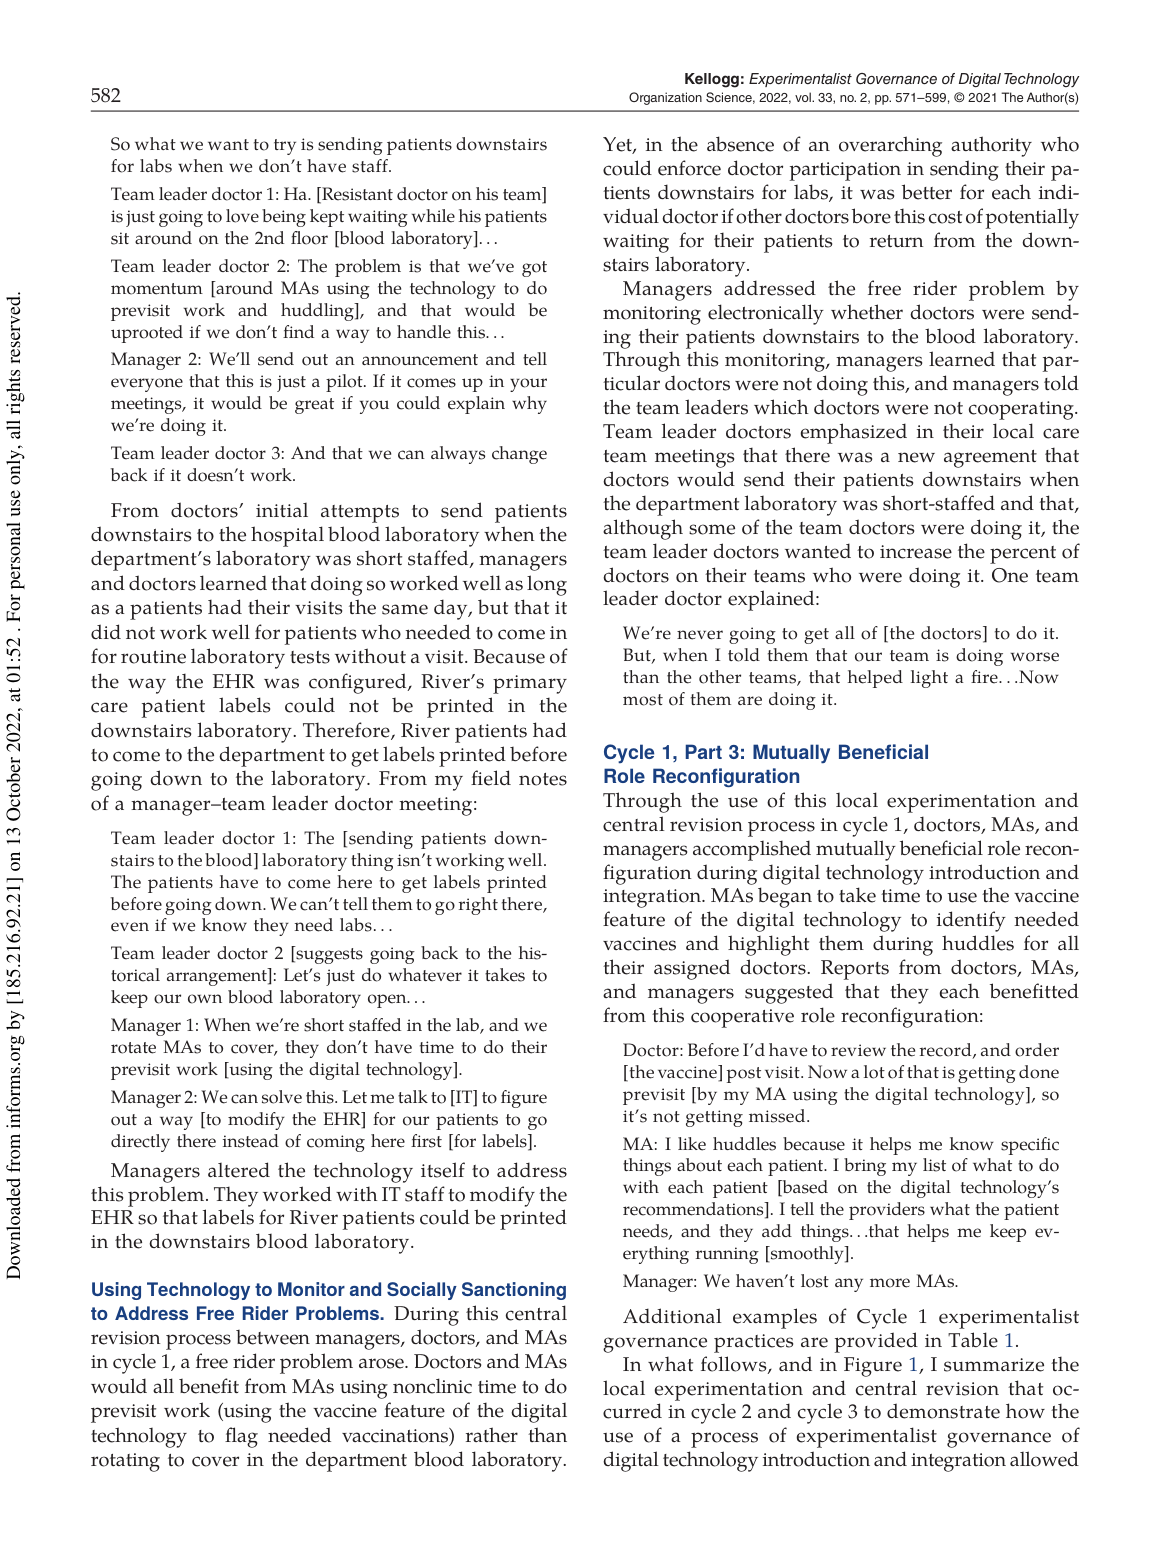 582
Kellogg: Experimentalist Governance of Digital Technology
Organization Science, 2022, vol. 33, no. 2, pp. 571–599, © 2021 The Author(s)
So what we want to try is sending patients downstairs
for labs when we don't have staff.
Team leader doctor 1: Ha. [Resistant doctor on his team]
is just going to love being kept waiting while his patients
sit around on the 2nd floor [blood laboratory]…
Team leader doctor 2: The problem is that we've got
momentum [around MAs using the technology to do
previsit work and huddling], and that would be
uprooted if we don't find a way to handle this…
Manager 2: We'll send out an announcement and tell
everyone that this is just a pilot. If it comes up in your
meetings, it would be great if you could explain why
we're doing it.
Team leader doctor 3: And that we can always change
back if it doesn't work.
From doctors' initial attempts to send patients
downstairs to the hospital blood laboratory when the
department's laboratory was short staffed, managers
and doctors learned that doing so worked well as long
as a patients had their visits the same day, but that it
did not work well for patients who needed to come in
for routine laboratory tests without a visit. Because of
the way the EHR was configured, River's primary
care patient labels could not be printed in the
downstairs laboratory. Therefore, River patients had
to come to the department to get labels printed before
going down to the laboratory. From my field notes
of a manager–team leader doctor meeting:
Team leader doctor 1: The [sending patients down-
stairs to the blood] laboratory thing isn't working well.
The patients have to come here to get labels printed
before going down. We can't tell them to go right there,
even if we know they need labs…
Team leader doctor 2 [suggests going back to the his-
torical arrangement]: Let's just do whatever it takes to
keep our own blood laboratory open…
Manager 1: When we're short staffed in the lab, and we
rotate MAs to cover, they don't have time to do their
previsit work [using the digital technology].
Manager 2: We can solve this. Let me talk to [IT] to figure
out a way [to modify the EHR] for our patients to go
directly there instead of coming here first [for labels].
Managers altered the technology itself to address
this problem. They worked with IT staff to modify the
EHR so that labels for River patients could be printed
in the downstairs blood laboratory.
Using Technology to Monitor and Socially Sanctioning
to Address Free Rider Problems. During this central
revision process between managers, doctors, and MAs
in cycle 1, a free rider problem arose. Doctors and MAs
would all benefit from MAs using nonclinic time to do
previsit work (using the vaccine feature of the digital
technology to flag needed vaccinations) rather than
rotating to cover in the department blood laboratory.
Yet, in the absence of an overarching authority who
could enforce doctor participation in sending their pa-
tients downstairs for labs, it was better for each indi-
vidual doctor if other doctors bore this cost of potentially
waiting for their patients to return from the down-
stairs laboratory.
Managers addressed the free rider problem by
monitoring electronically whether doctors were send-
ing their patients downstairs to the blood laboratory.
Through this monitoring, managers learned that par-
ticular doctors were not doing this, and managers told
the team leaders which doctors were not cooperating.
Team leader doctors emphasized in their local care
team meetings that there was a new agreement that
doctors would send their patients downstairs when
the department laboratory was short-staffed and that,
although some of the team doctors were doing it, the
team leader doctors wanted to increase the percent of
doctors on their teams who were doing it. One team
leader doctor explained:
We're never going to get all of [the doctors] to do it.
But, when I told them that our team is doing worse
than the other teams, that helped light a fire…Now
most of them are doing it.
Cycle 1, Part 3: Mutually Beneficial
Role Reconfiguration
Through the use of this local experimentation and
central revision process in cycle 1, doctors, MAs, and
managers accomplished mutually beneficial role recon-
figuration during digital technology introduction and
integration. MAs began to take time to use the vaccine
feature of the digital technology to identify needed
vaccines and highlight them during huddles for all
their assigned doctors. Reports from doctors, MAs,
and managers suggested that they each benefitted
from this cooperative role reconfiguration:
Doctor: Before I'd have to review the record, and order
[the vaccine] post visit. Now a lot of that is getting done
previsit [by my MA using the digital technology], so
it's not getting missed.
MA: I like huddles because it helps me know specific
things about each patient. I bring my list of what to do
with each patient [based on the digital technology's
recommendations]. I tell the providers what the patient
needs, and they add things…that helps me keep ev-
erything running [smoothly].
Manager: We haven't lost any more MAs.
Additional examples of Cycle 1 experimentalist
governance practices are provided in Table 1.
In what follows, and in Figure 1, I summarize the
local experimentation and central revision that oc-
curred in cycle 2 and cycle 3 to demonstrate how the
use of a process of experimentalist governance of
digital technology introduction and integration allowed
Downloaded from informs.org by [185.216.92.21] on 13 October 2022, at 01:52 . For personal use only, all rights reserved.